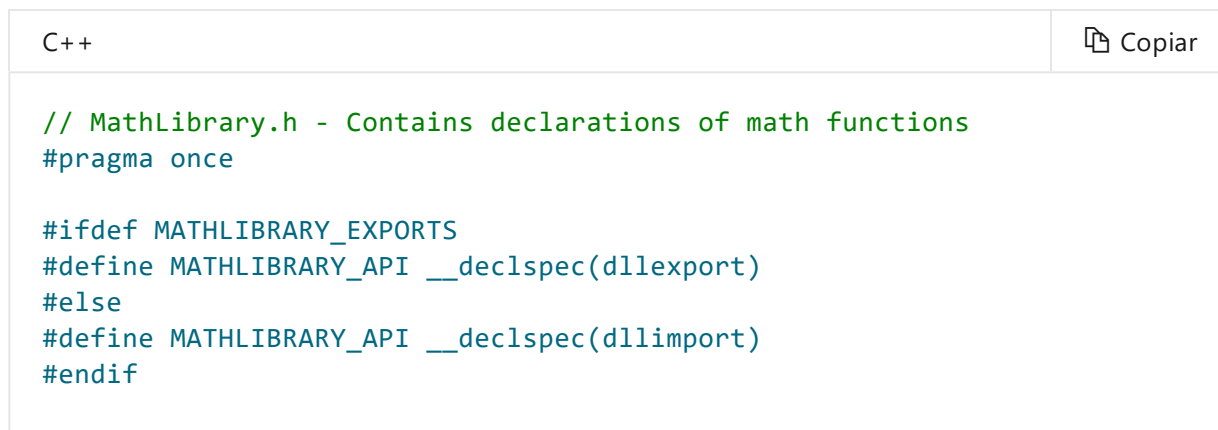 C++
Copiar
// MathLibrary.h - Contains declarations of math functions
#pragma once
#ifdef MATHLIBRARY_EXPORTS
#define MATHLIBRARY_API __declspec(dllexport)
#else
#define MATHLIBRARY_API __declspec(dllimport)
#endif